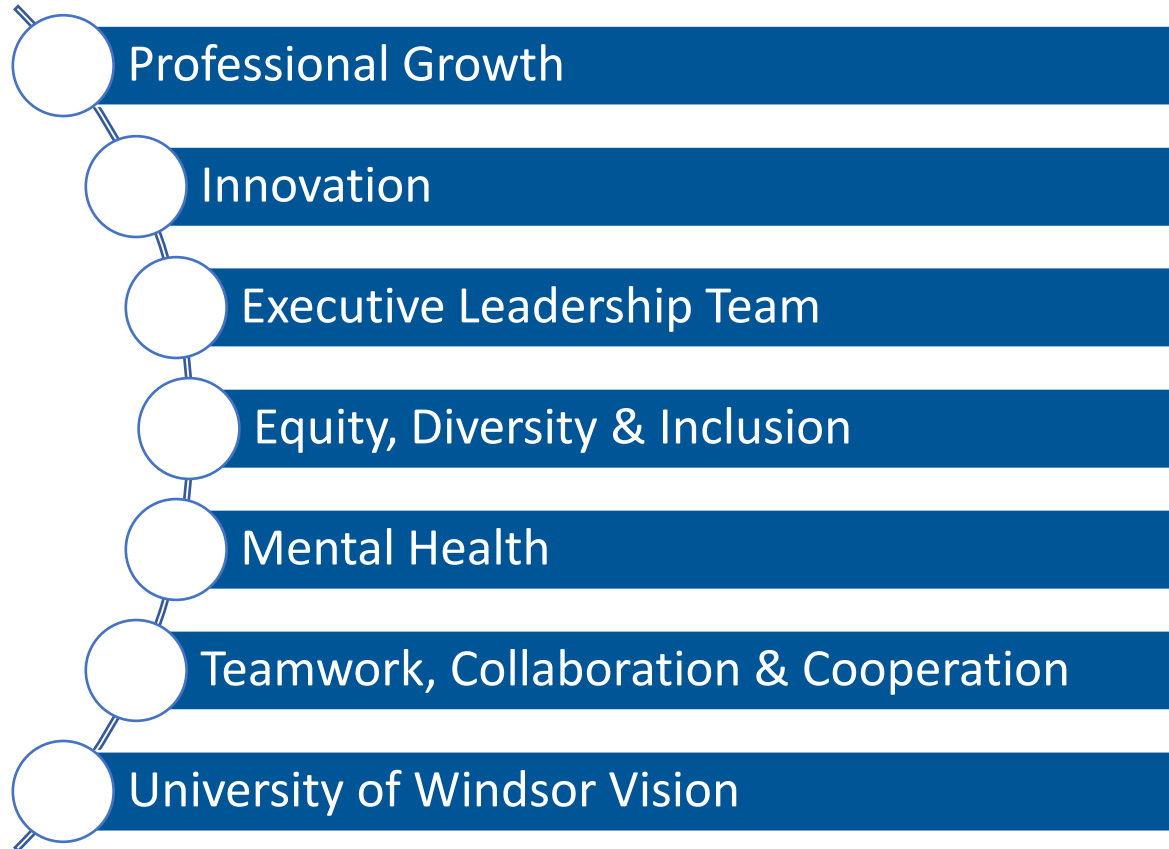 Professional Growth
Innovation
Executive Leadership Team
Equity, Diversity & Inclusion
Mental Health
Teamwork, Collaboration & Cooperation
University of Windsor Vision